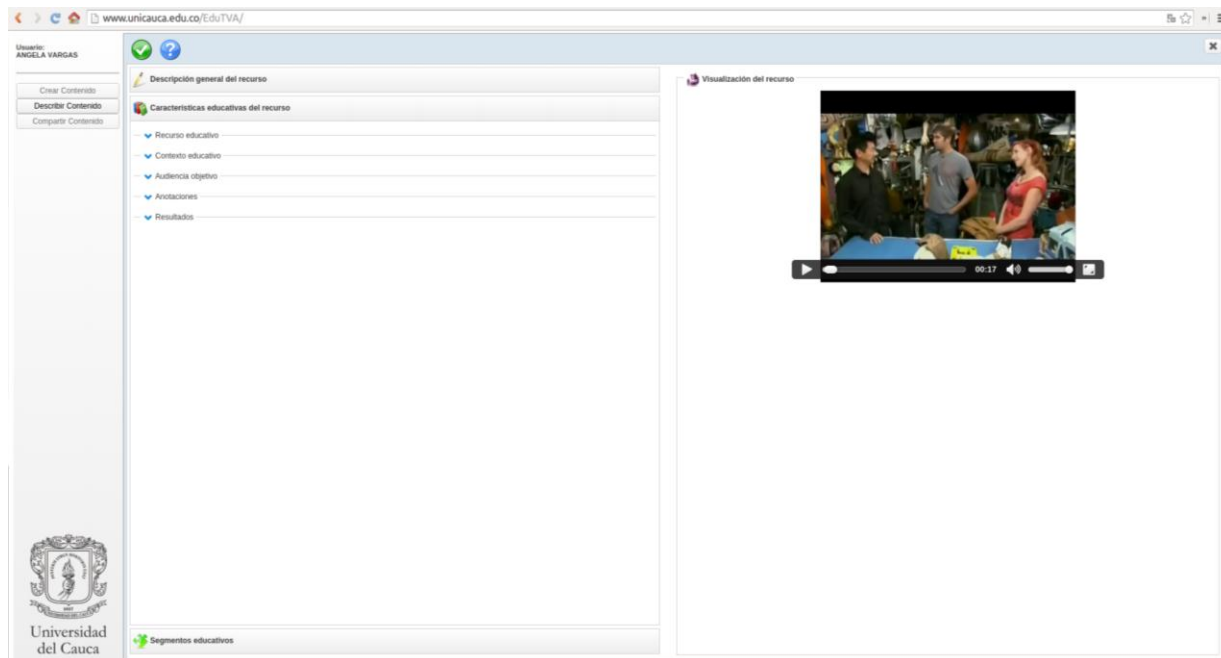 www.unicauca.edu.co/EduTVA/
Usuario:
ANGELA VARGAS
Crear Contenido
Describir Contenido
Compartir Contenido
Descripción general del recurso
Características educativas del recurso
Recurso educativo
Contexto educativo
Audiencia objetivo
Anotaciones
Resultados
Segmentos educativos
Visualización del recurso
00:17
Universidad
del Cauca